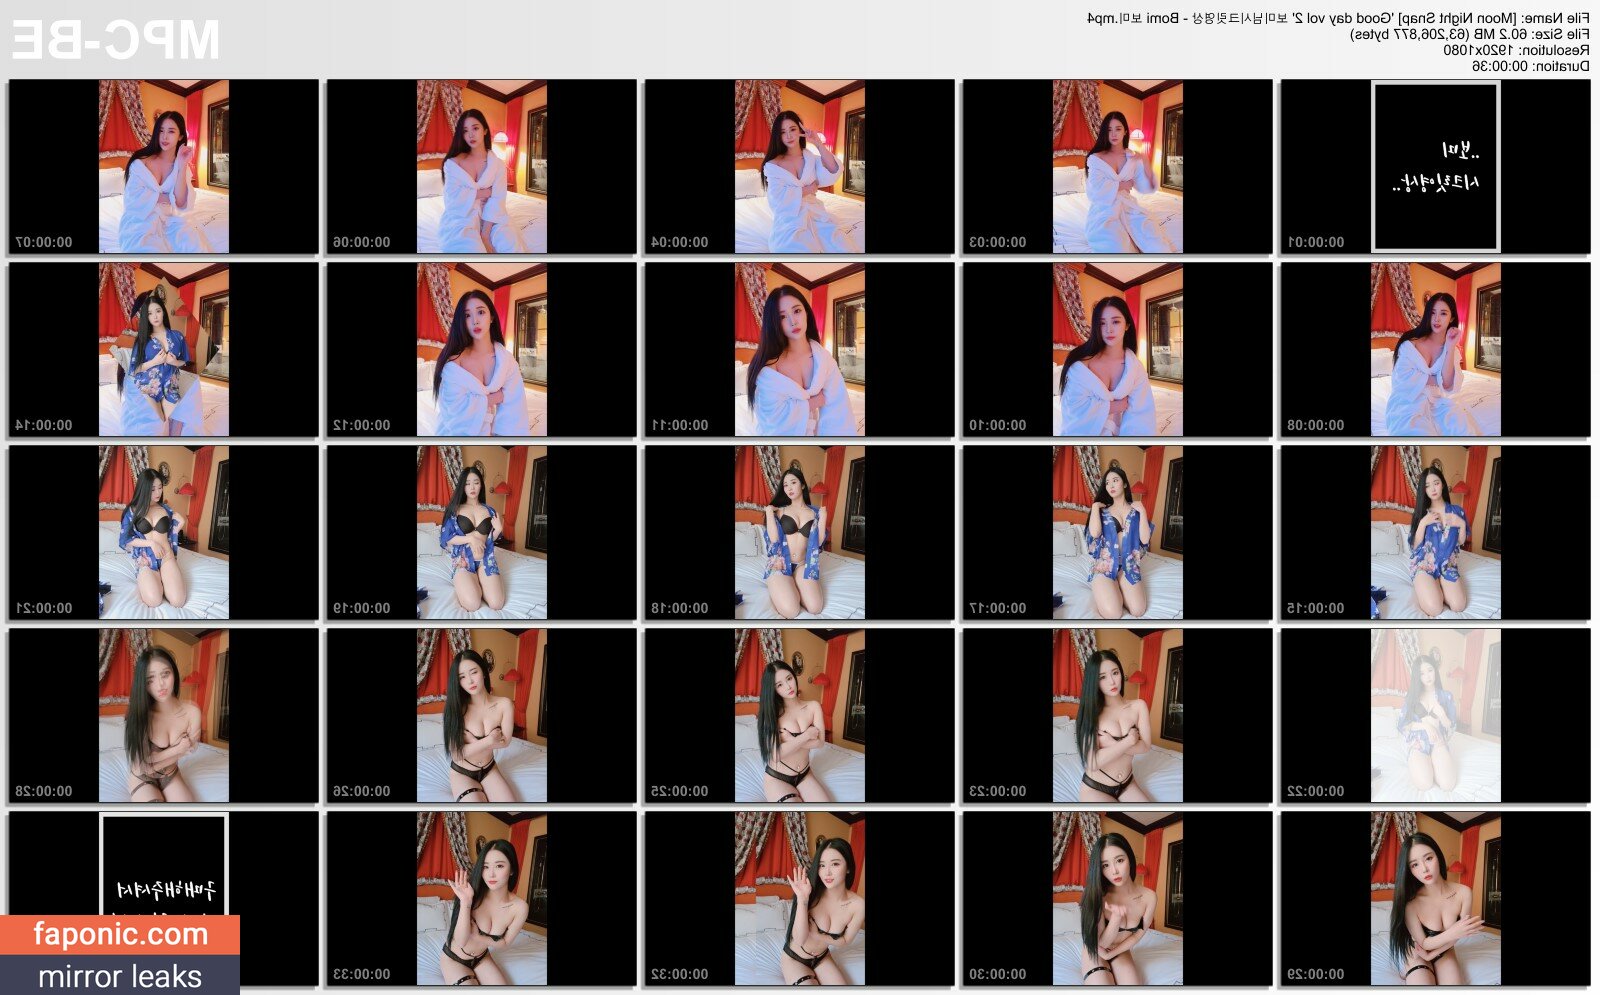 File Name: [Moon Night Snap] 'Good day vol 2' 보미님시크릿영상 - Bomi 보미.mp4
File Size: 60.2 MB (63,206,877 bytes)
Resolution: 1920x1080
Duration: 00:00:36
MPC-BE
보미..
시크릿영상..
00:00:01
00:00:03
00:00:04
00:00:06
00:00:07
00:00:08
00:00:10
00:00:11
00:00:12
00:00:14
00:00:15
00:00:17
00:00:18
00:00:19
00:00:21
00:00:22
00:00:23
00:00:25
00:00:26
00:00:28
00:00:29
00:00:30
00:00:32
00:00:33
구매해주셔서
faponic.com
mirror leaks